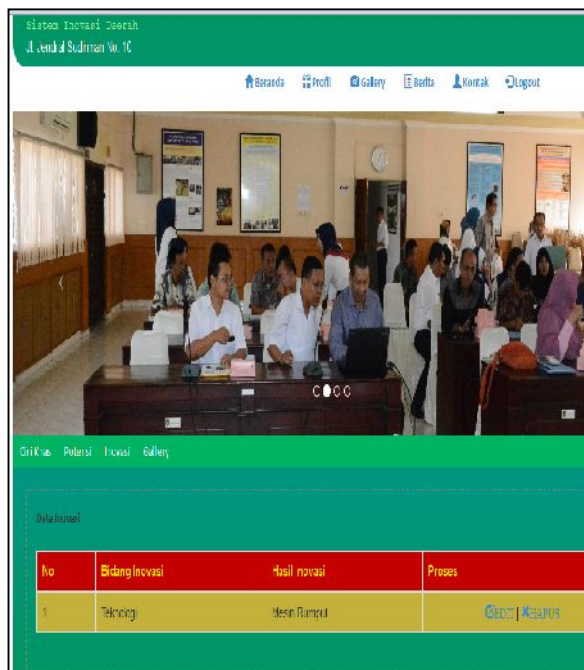 Sistem Inovasi Daerah
Jl. Jendral Sudirman No. 10
Beranda Profil Gallery Berita Kontak Logout
Ciri Khas Potensi Inovasi Gallery
Data Inovasi
No Bidang Inovasi Hasil Inovasi Proses
1 Teknologi Mesin Rumput EDIT | HAPUS